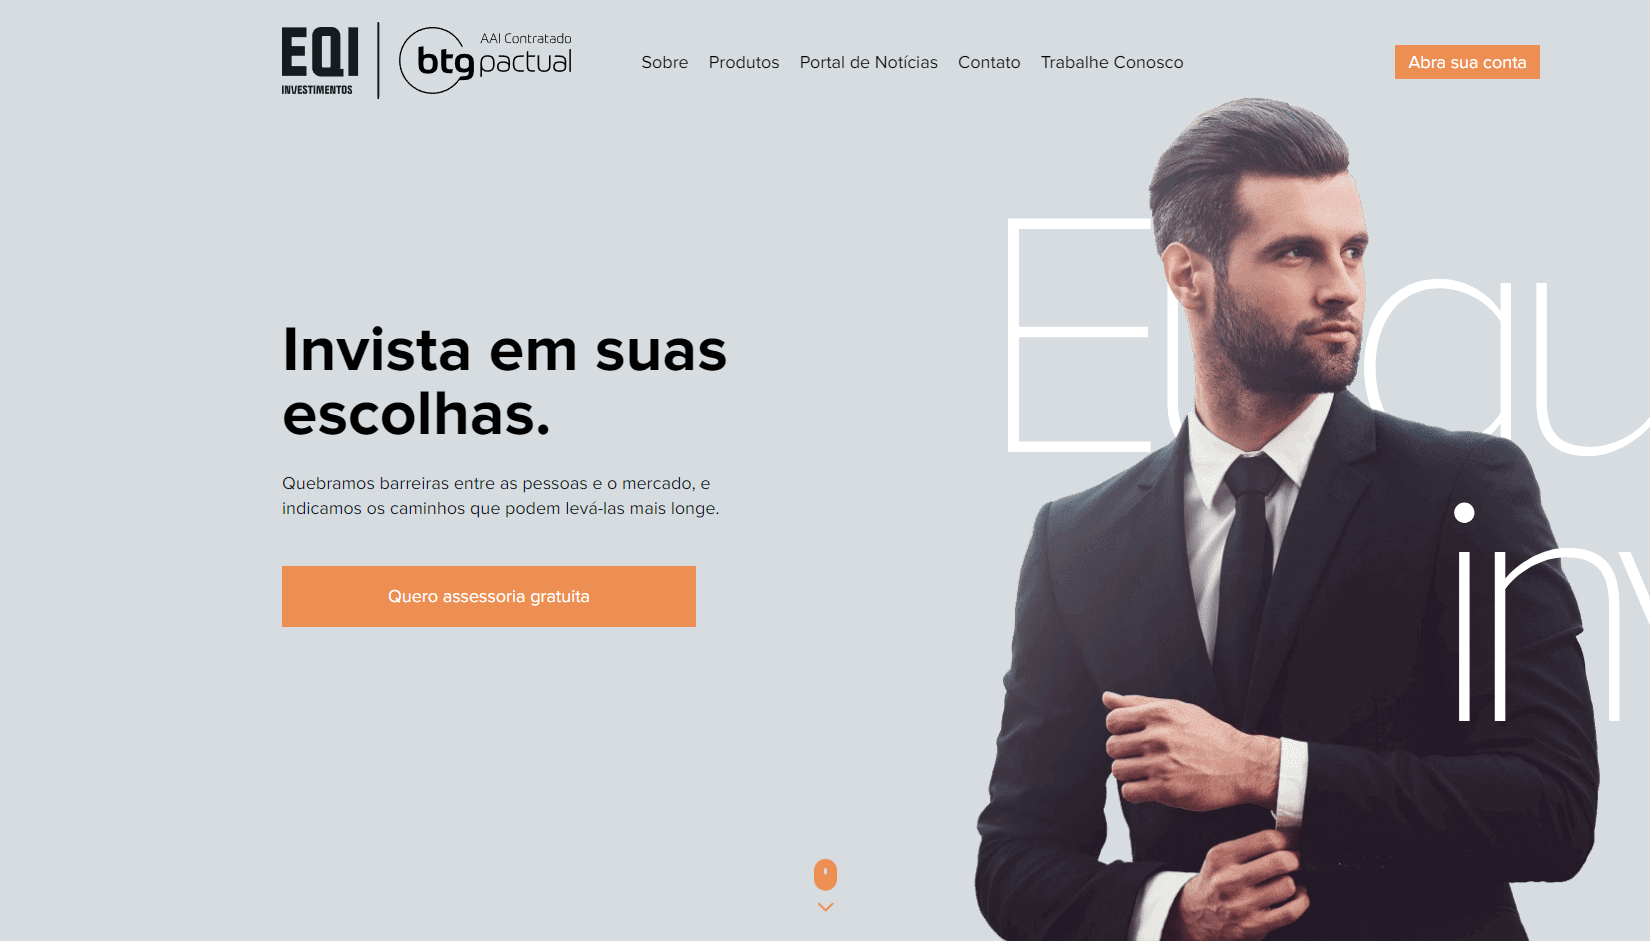 EQI
INVESTIMENTOS
AAI Contratado
btg pactual
Sobre Produtos Portal de Notícias Contato Trabalhe Conosco
Abra sua conta
Invista em suas
escolhas.
Quebramos barreiras entre as pessoas e o mercado, e
indicamos os caminhos que podem levá-las mais longe.
Quero assessoria gratuita
Eu qu
inv